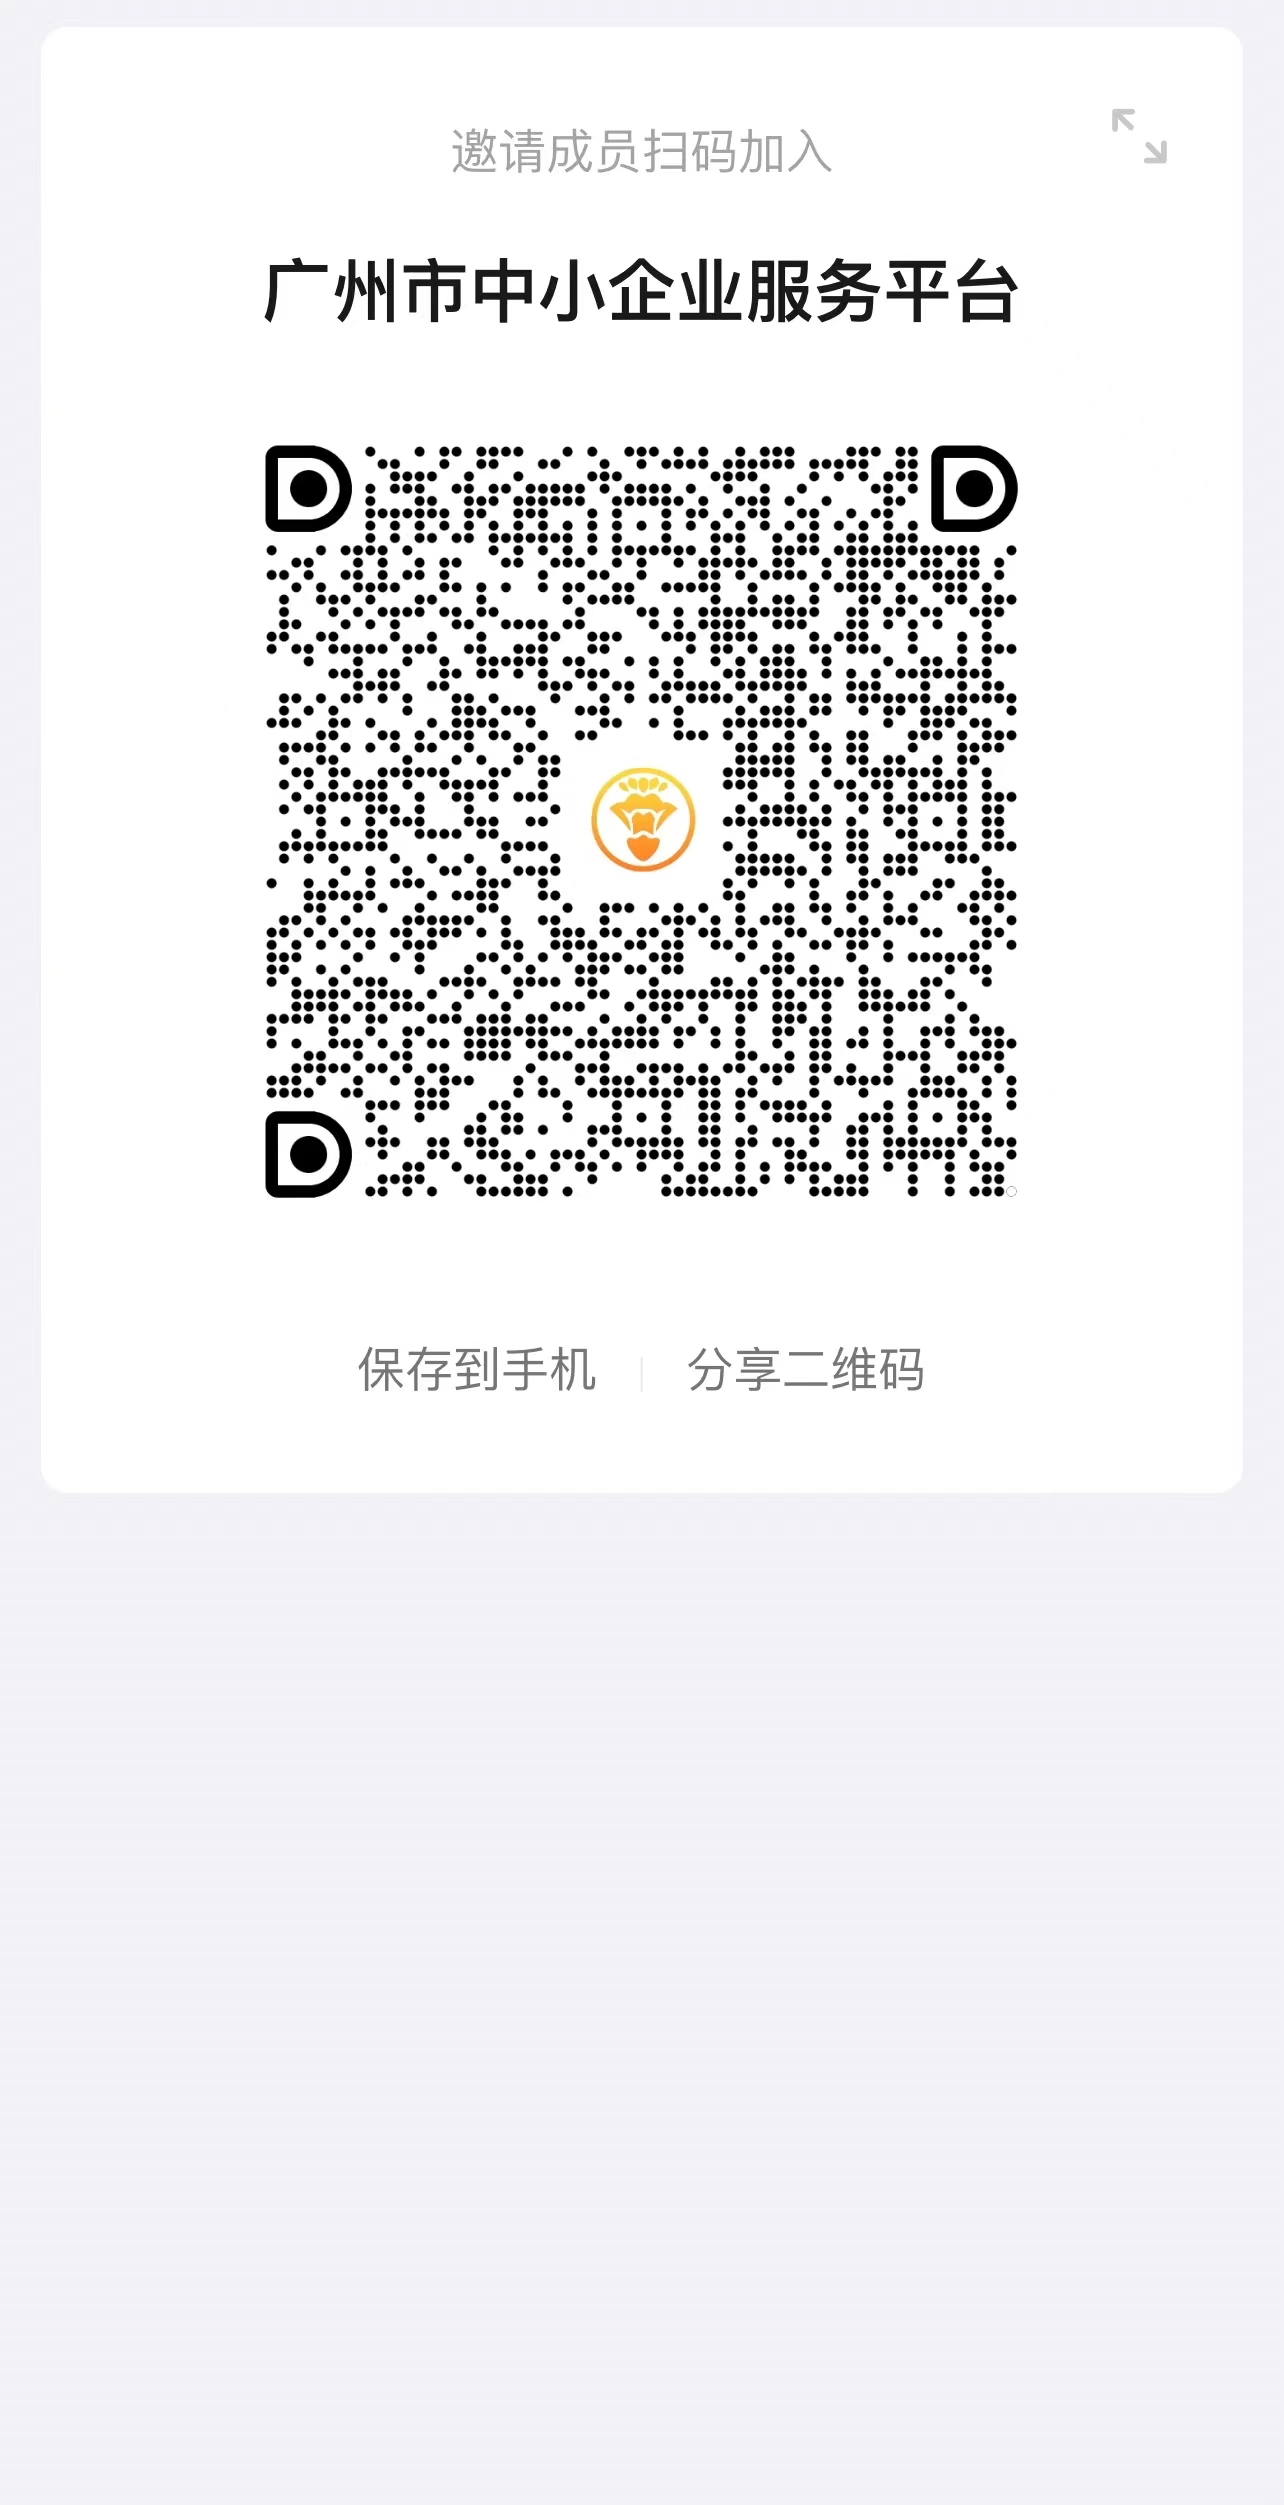 邀请成员扫码加入
广州市中小企业服务平台
保存到手机
分享二维码